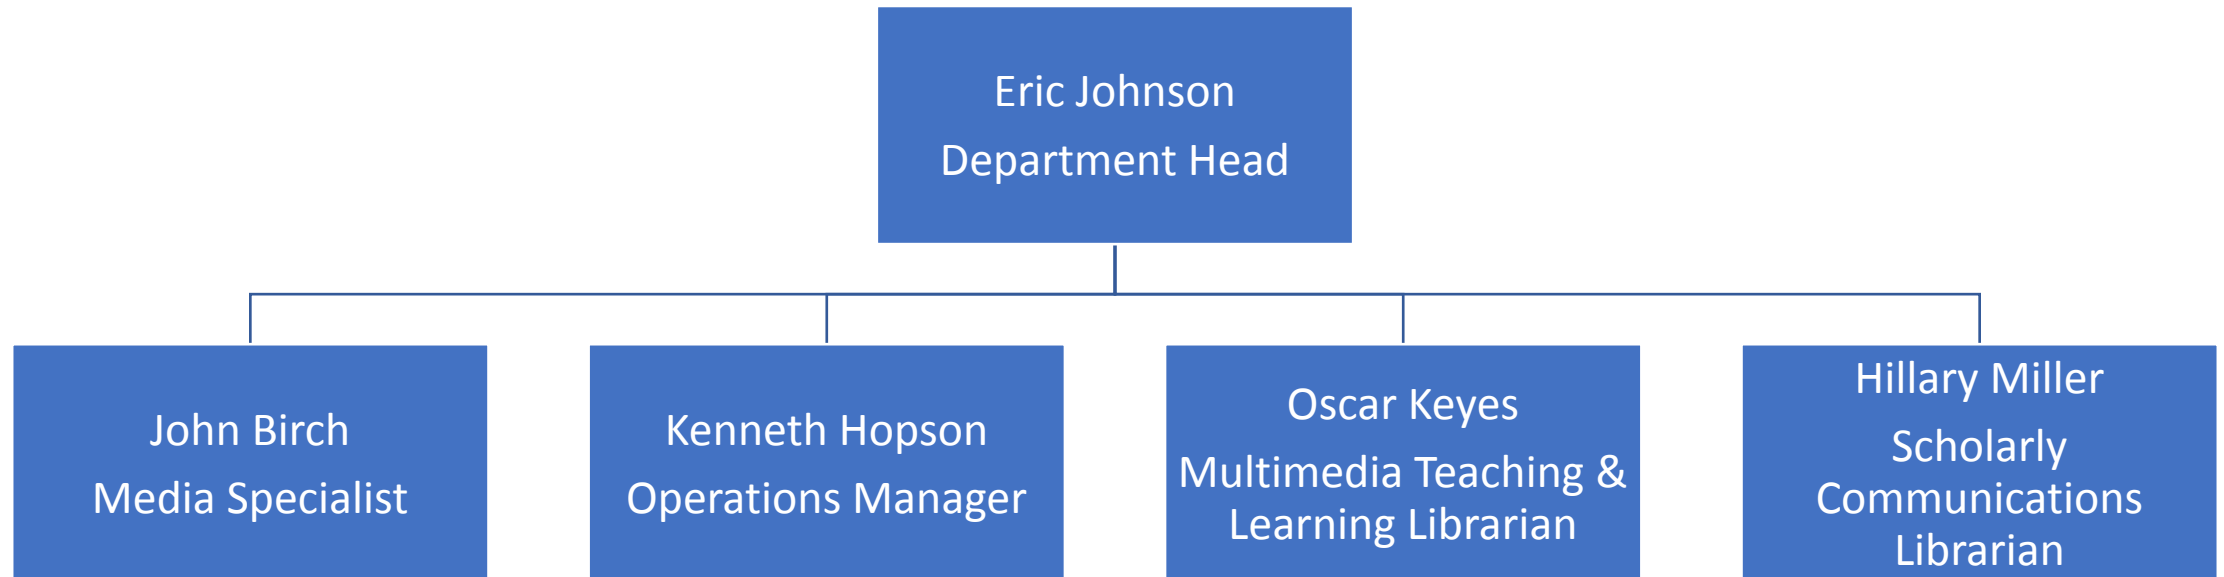 Eric Johnson
Department Head
John Birch
Media Specialist
Kenneth Hopson
Operations Manager
Oscar Keyes
Multimedia Teaching &
Learning Librarian
Hillary Miller
Scholarly
Communications
Librarian